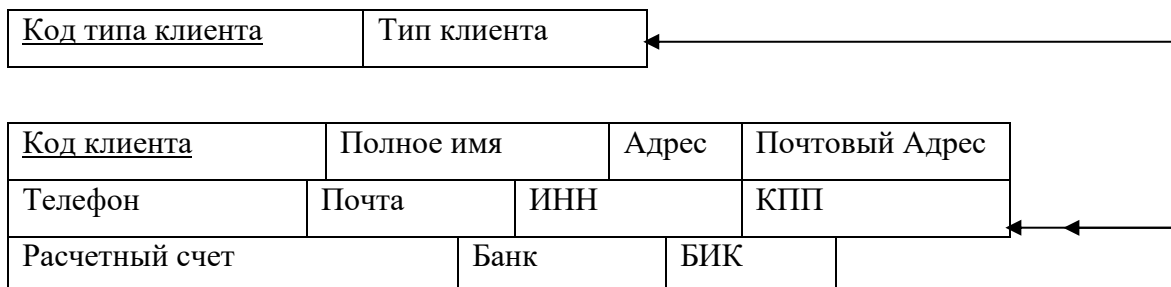 Код типа клиента Тип клиента
Код клиента Полное имя Адрес Почтовый Адрес
Телефон Почта ИНН КПП
Расчетный счет Банк БИК